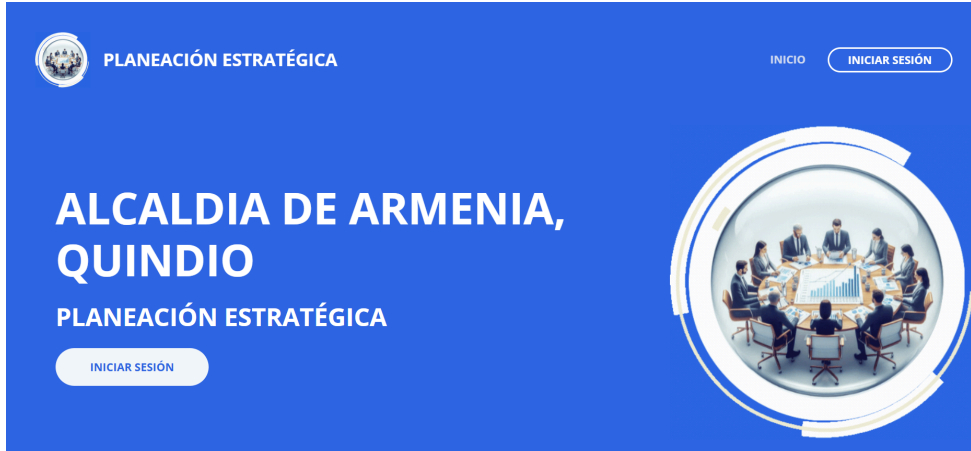 PLANEACIÓN ESTRATÉGICA
INICIO
INICIAR SESIÓN
ALCALDIA DE ARMENIA,
QUINDIO
PLANEACIÓN ESTRATÉGICA
INICIAR SESIÓN